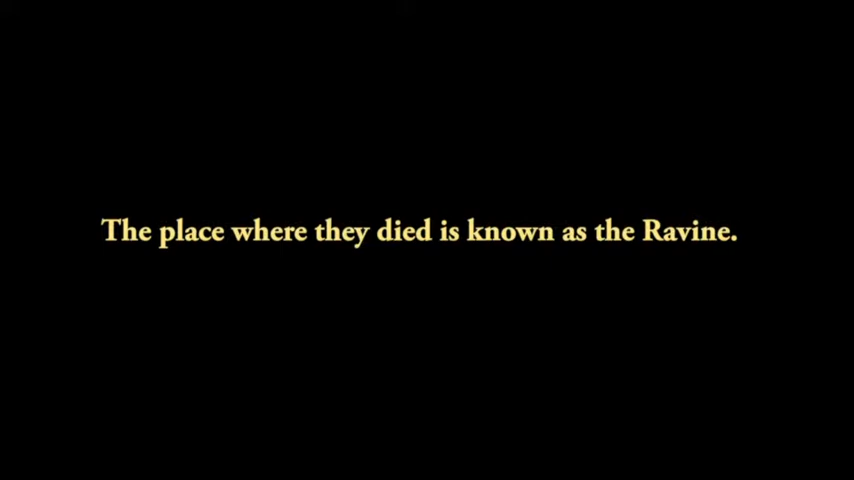 The place where they died is known as the Ravine.